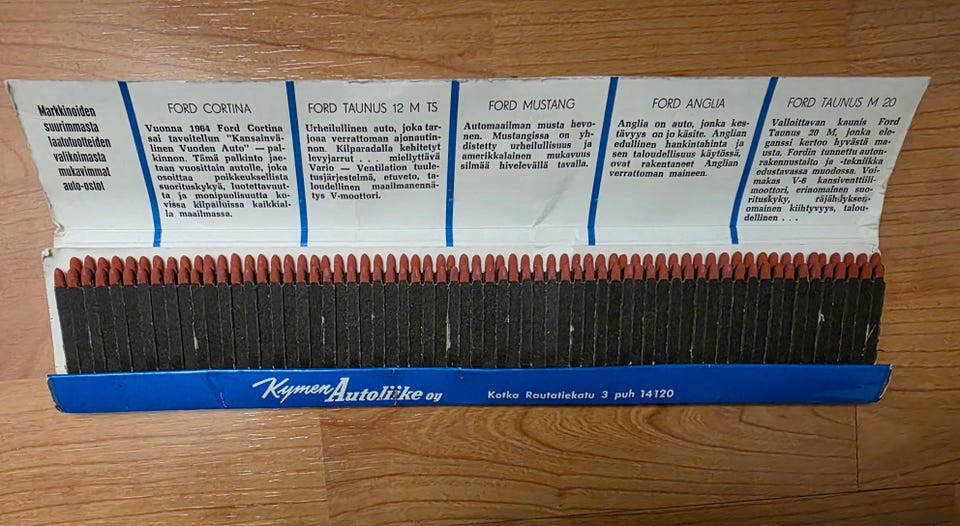 Markkinoiden
suurimmasta
laatutuotteiden
valikoimasta
mukavimmat
auto-ostot
FORD CORTINA
Vuonna 1964 Ford Cortina
sai tavoitellun "Kansainvä-
linen Vuoden Auto" — pal-
kinnon. Tämä palkinto jae-
taan vuosittain autolle, joka
osoittaa poikkeuksellista
suorituskykyä, luotettavuut-
ta ja monipuolisuutta ko-
vissa kilpailuissa kaikkial-
la maailmassa.
FORD TAUNUS 12 M TS
Urheilullinen auto, joka tar-
joaa verrattoman ajonautin-
non. Kilparadalla kehitetyt
levyjarrut . . . miellyttävä
Vario — Ventilation tuule-
tusjärjestelmä, etuveto, ta-
loudellinen maailmanennä-
tys V-moottori.
FORD MUSTANG
Automaailman musta hevo-
nen. Mustangissa on yh-
distetty urheilullisuus ja
amerikkalainen mukavuus
silmää hivelevällä tavalla.
FORD ANGLIA
Anglia on auto, jonka kes-
tävyys on jo käsite. Anglian
edullinen hankintahinta ja
sen taloudellisuus käytössä,
ovat rakentaneet Anglian
verrattoman maineen.
FORD TAUNUS M 20
Valloittavan kaunis Ford
Taunus 20 M, jonka ele-
ganssi kertoo hyvästä ma-
usta, Fordin tunnettu auton-
rakennustaito ja -tekniikka
edustavassa muodossa. Voi-
makas V-6 kansiventtiili-
moottori, erinomainen suo-
rituskyky, räjähdyksen-
omainen kiihtyvyys, talou-
dellinen . . .
Kymen Autoliike oy
Kotka Rautatiekatu 3 puh 14120